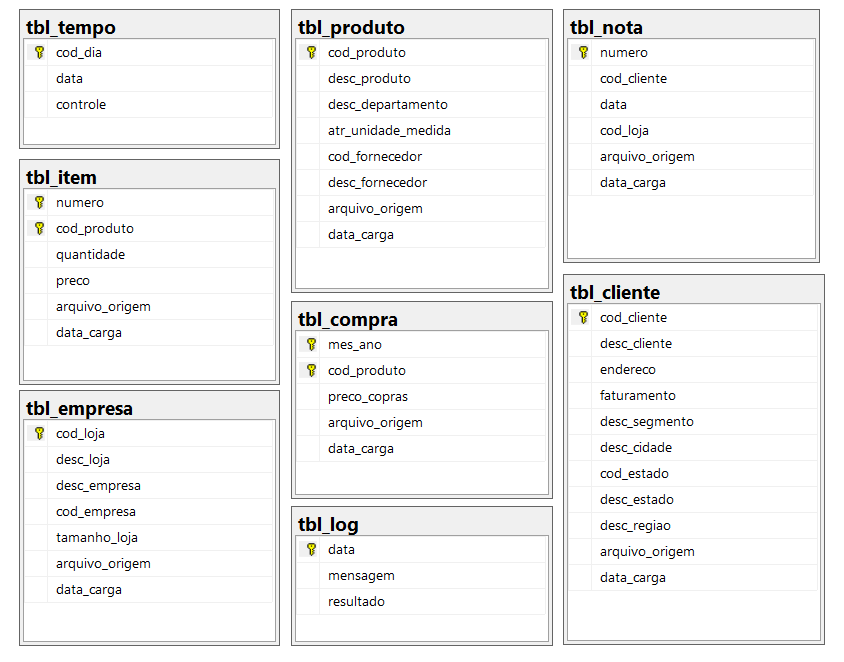 tbl_tempo
cod_dia
data
controle
tbl_item
numero
cod_produto
quantidade
preco
arquivo_origem
data_carga
tbl_empresa
cod_loja
desc_loja
desc_empresa
cod_empresa
tamanho_loja
arquivo_origem
data_carga
tbl_produto
cod_produto
desc_produto
desc_departamento
atr_unidade_medida
cod_fornecedor
desc_fornecedor
arquivo_origem
data_carga
tbl_compra
mes_ano
cod_produto
preco_copras
arquivo_origem
data_carga
tbl_log
data
mensagem
resultado
tbl_nota
numero
cod_cliente
data
cod_loja
arquivo_origem
data_carga
tbl_cliente
cod_cliente
desc_cliente
endereco
faturamento
desc_segmento
desc_cidade
cod_estado
desc_estado
desc_regiao
arquivo_origem
data_carga